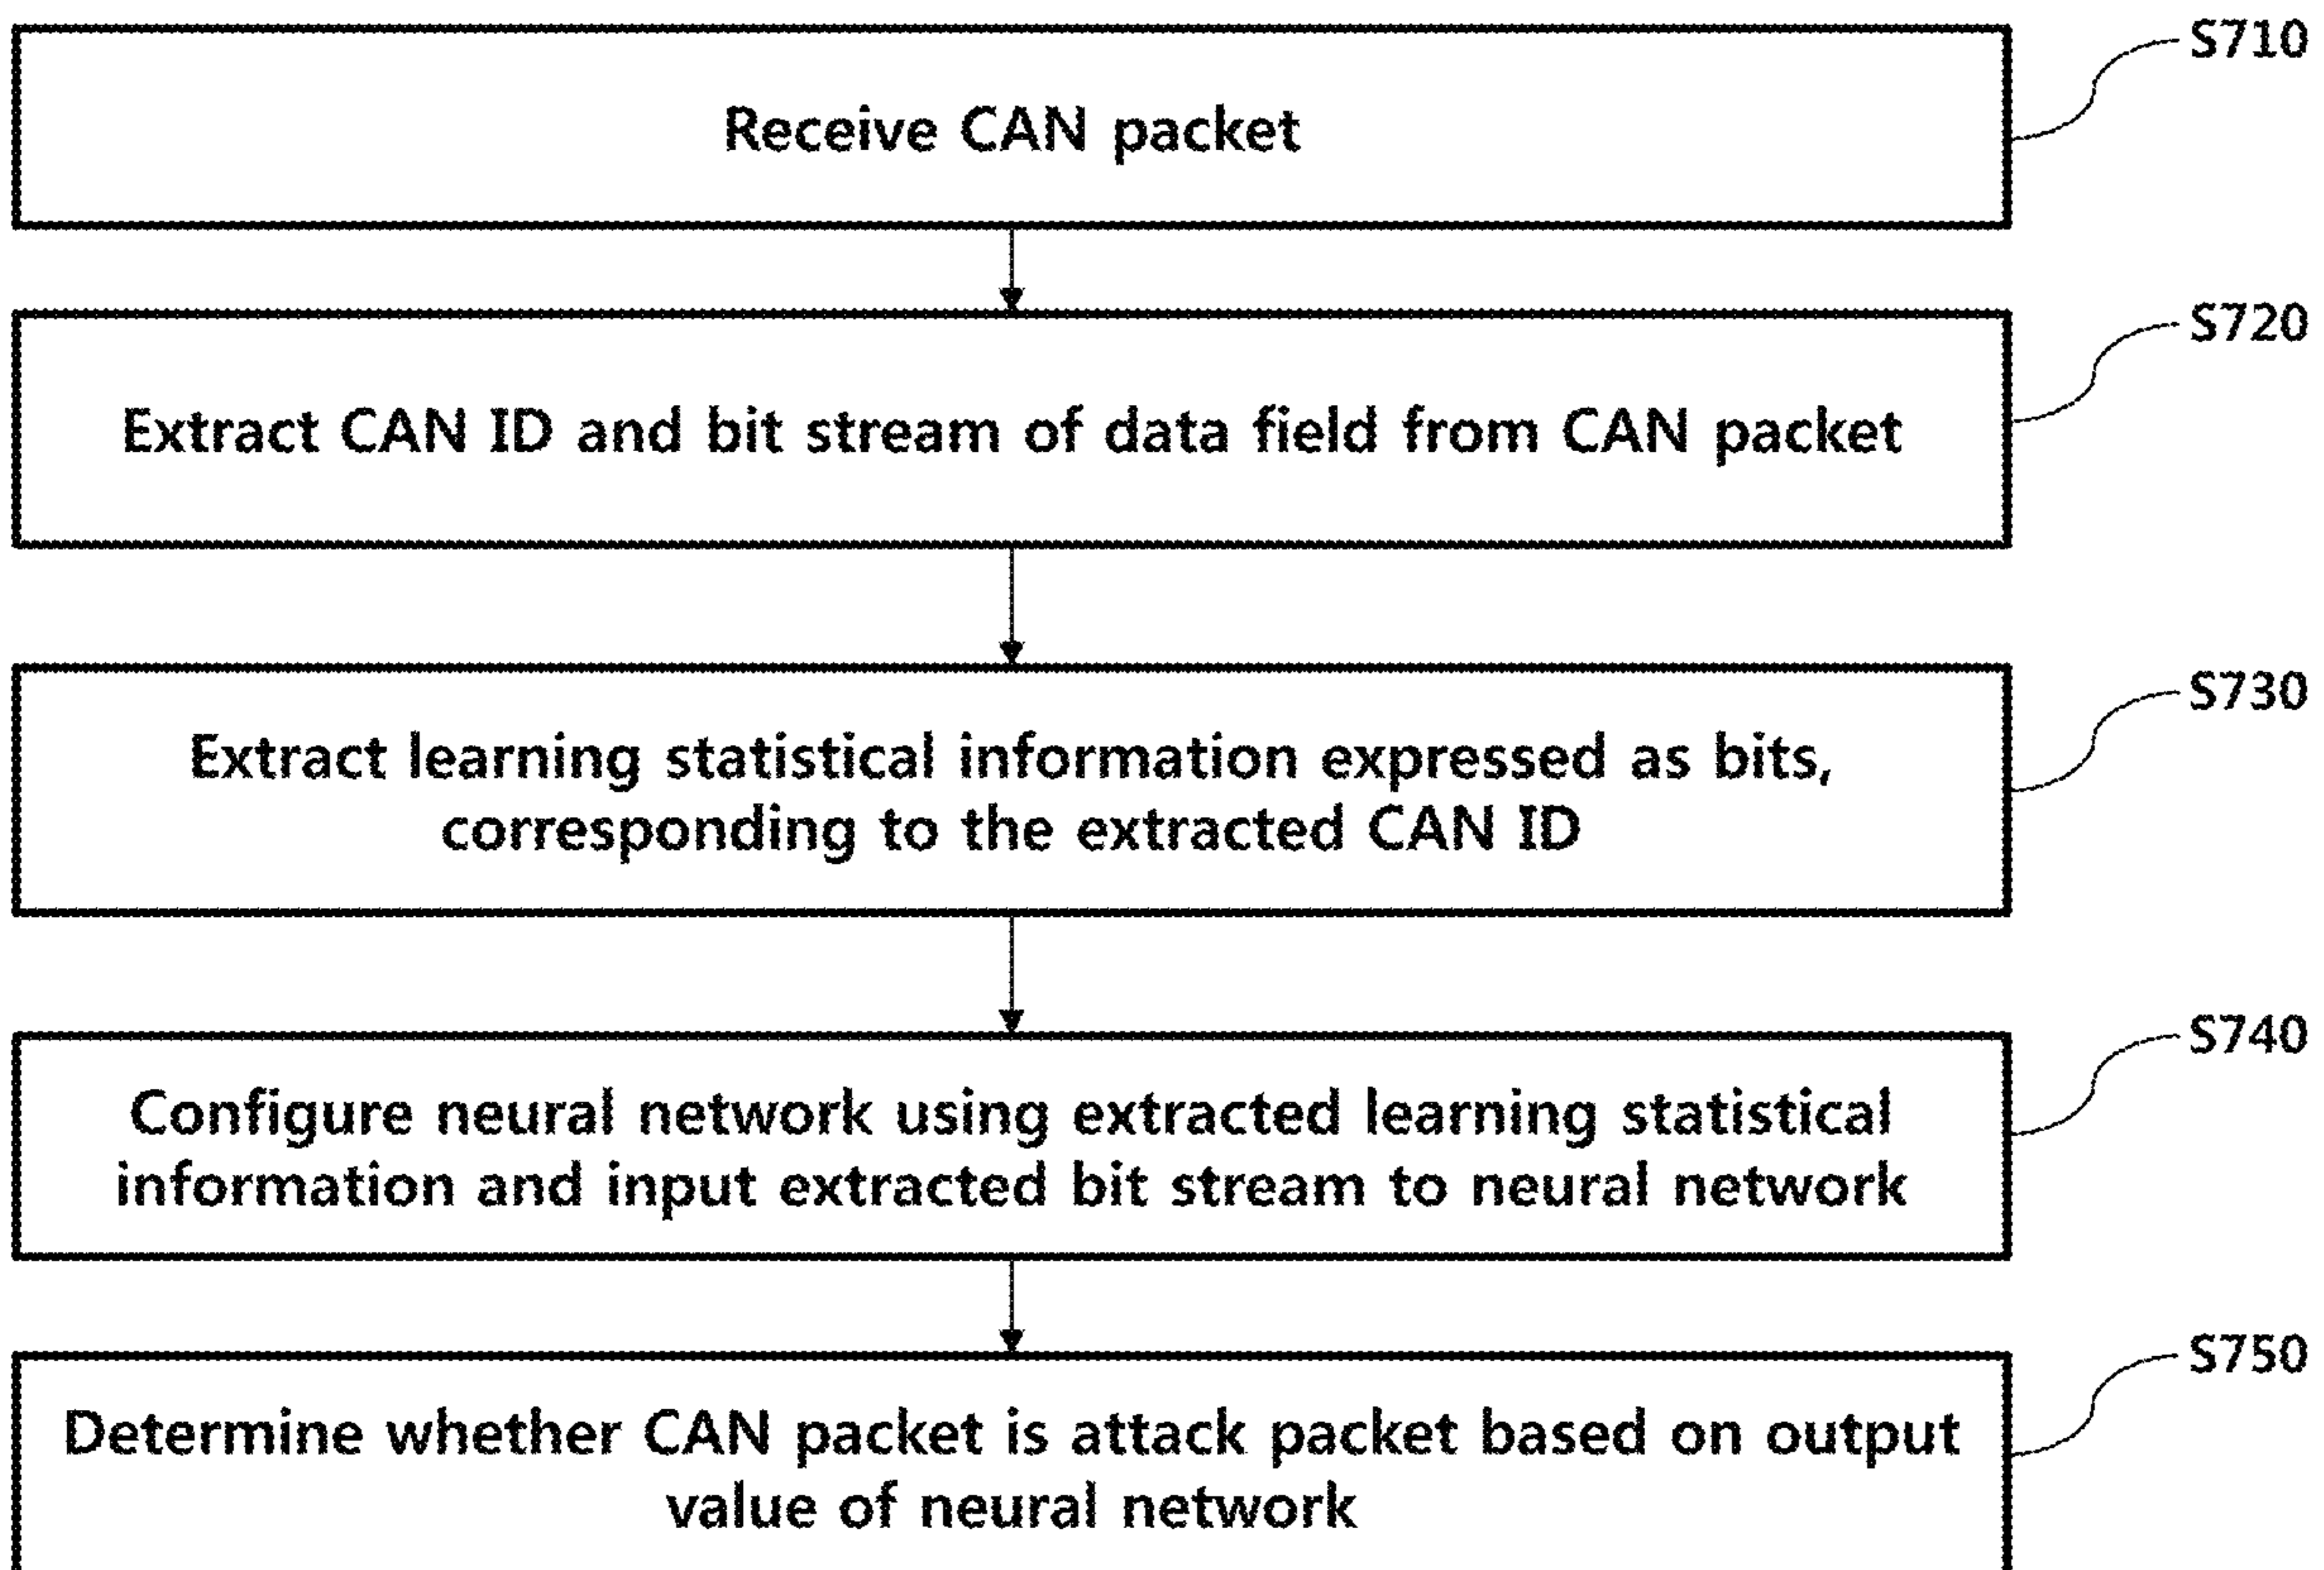 S710
Receive CAN packet
S720
Extract CAN ID and bit stream of data field from CAN packet
S730
Extract learning statistical information expressed as bits,
corresponding to the extracted CAN ID
S740
Configure neural network using extracted learning statistical
information and input extracted bit stream to neural network
S750
Determine whether CAN packet is attack packet based on output
value of neural network